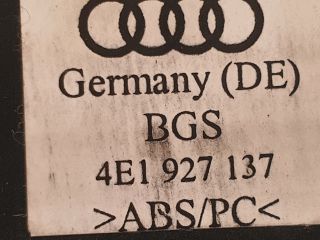 Germany (DE)
BGS
4E1 927 137
>ABS/PC<